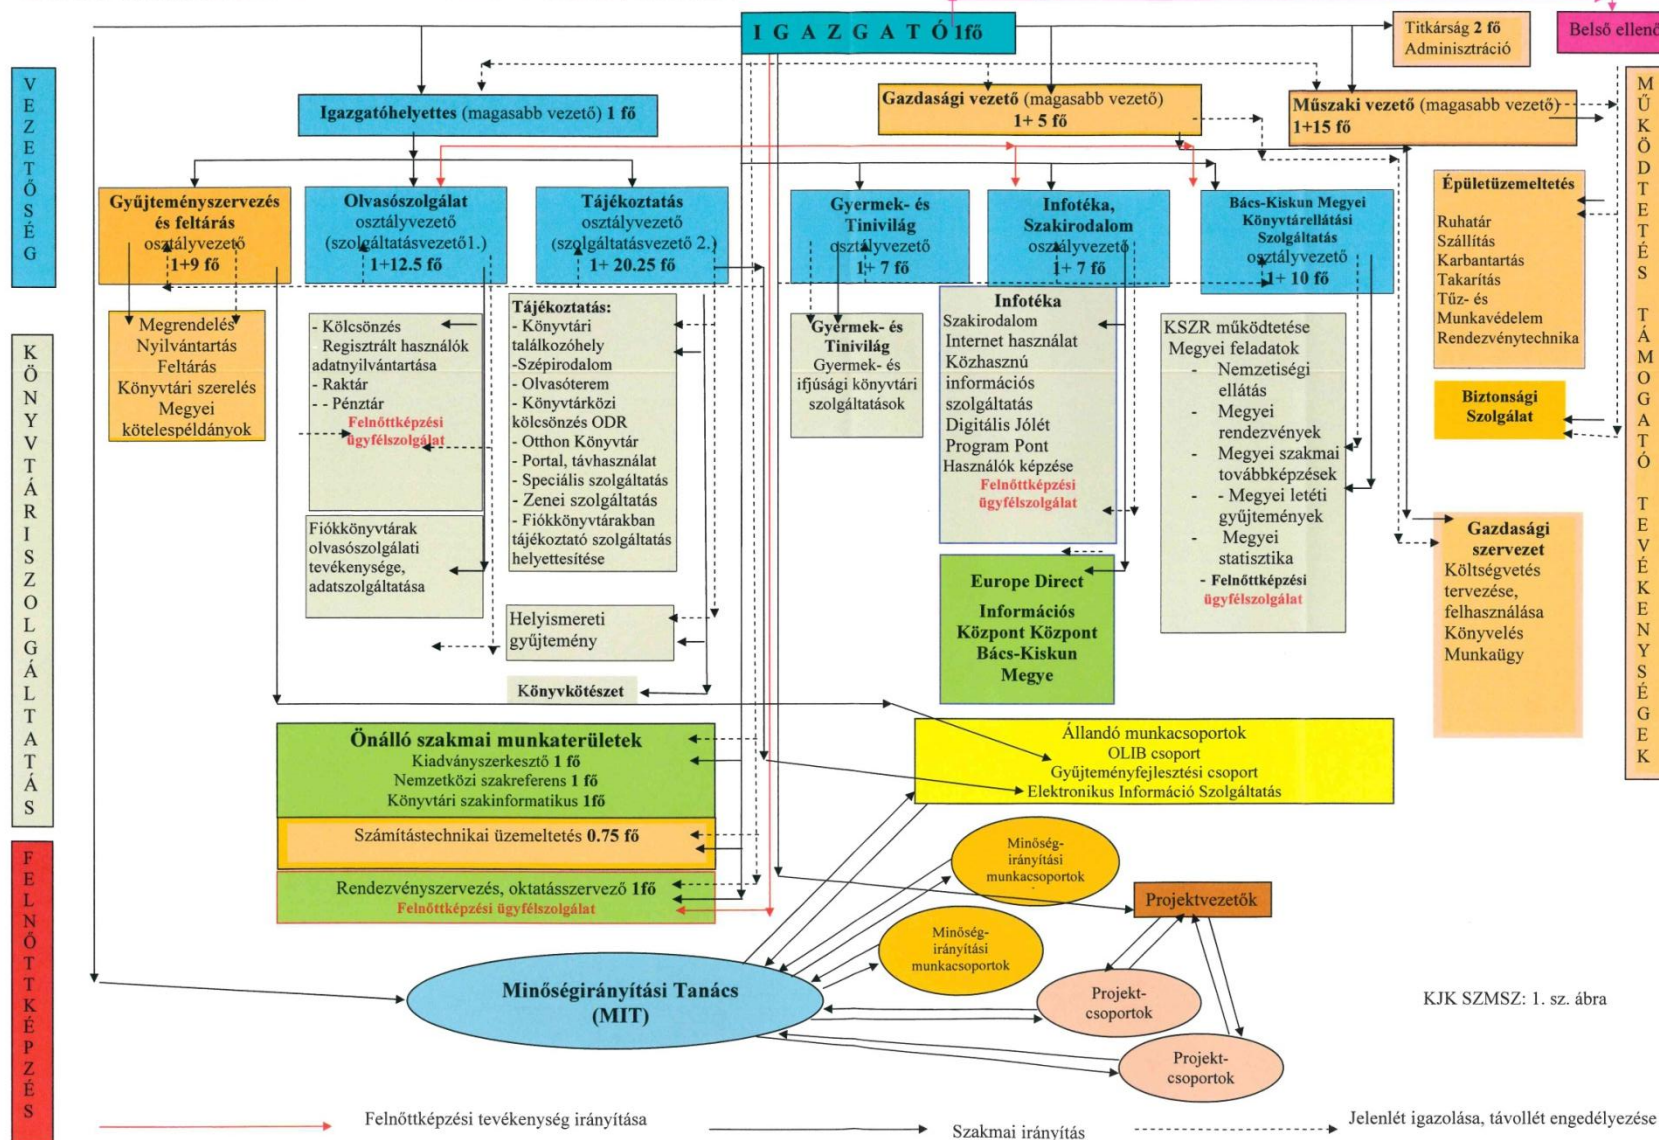 I G A Z G A T Ó 1fő
Titkárság 2 fő
Adminisztráció
Belső ellenő
VEZETŐSÉG
KÖNYVTÁRISZOLGÁLTATÁS
FELNŐTTKÉPZÉS
MŰKÖDTETÉS TÁMOGATÓ TEVÉKENYSÉGEK
Igazgatóhelyettes (magasabb vezető) 1 fő
Gazdasági vezető (magasabb vezető)
1+ 5 fő
Műszaki vezető (magasabb vezető)
1+15 fő
Gyűjteményszervezés
és feltárás
osztályvezető
1+9 fő
Olvasószolgálat
osztályvezető
(szolgáltatásvezető1.)
1+12.5 fő
Tájékoztatás
osztályvezető
(szolgáltatásvezető 2.)
1+ 20.25 fő
Gyermek- és
Tinivilág
osztályvezető
1+ 7 fő
Infotéka,
Szakirodalom
osztályvezető
1+ 7 fő
Bács-Kiskun Megyei
Könyvtárellátási
Szolgáltatás
osztályvezető
1+ 10 fő
Épületüzemeltetés
Ruhatár
Szállítás
Karbantartás
Takarítás
Tűz- és
Munkavédelem
Rendezvénytechnika
Biztonsági
Szolgálat
Gazdasági
szervezet
Költségvetés
tervezése,
felhasználása
Könyvelés
Munkaügy
Megrendelés
Nyilvántartás
Feltárás
Könyvtári szerelés
Megyei
kötelespéldányok
- Kölcsönzés
- Regisztrált használók
adatnyilvántartása
- Raktár
- - Pénztár
Felnőttképzési
ügyfélszolgálat
Fiókkönyvtárak
olvasószolgálati
tevékenysége,
adatszolgáltatása
Tájékoztatás:
- Könyvtári
találkozóhely
-Szépirodalom
- Olvasóterem
- Könyvtárközi
kölcsönzés ODR
- Otthon Könyvtár
- Portal, távhasználat
- Speciális szolgáltatás
- Zenei szolgáltatás
- Fiókkönyvtárakban
tájékoztató szolgáltatás
helyettesítése
Helyismereti
gyűjtemény
Könyvkötészet
Gyermek- és
Tinivilág
Gyermek- és
ifjúsági könyvtári
szolgáltatások
Infotéka
Szakirodalom
Internet használat
Közhasznú
információs
szolgáltatás
Digitális Jólét
Program Pont
Használók képzése
Felnőttképzési
ügyfélszolgálat
Europe Direct
Információs
Központ Központ
Bács-Kiskun
Megye
KSZR működtetése
Megyei feladatok
- Nemzetiségi
ellátás
- Megyei
rendezvények
- Megyei szakmai
továbbképzések
- - Megyei letéti
gyűjtemények
- Megyei
statisztika
- Felnőttképzési
ügyfélszolgálat
Önálló szakmai munkaterületek
Kiadványszerkesztő 1 fő
Nemzetközi szakreferens 1 fő
Könyvtári szakinformatikus 1fő
Számítástechnikai üzemeltetés 0.75 fő
Rendezvényszervezés, oktatásszervező 1fő
Felnőttképzési ügyfélszolgálat
Állandó munkacsoportok
OLIB csoport
Gyűjteményfejlesztési csoport
Elektronikus Információ Szolgáltatás
Minőség-
irányítási
munkacsoportok
Minőség-
irányítási
munkacsoportok
Projektvezetők
Minőségirányítási Tanács
(MIT)
Projekt-
csoportok
Projekt-
csoportok
KJK SZMSZ: 1. sz. ábra
Felnőttképzési tevékenység irányítása
Szakmai irányítás
Jelenlét igazolása, távollét engedélyezése